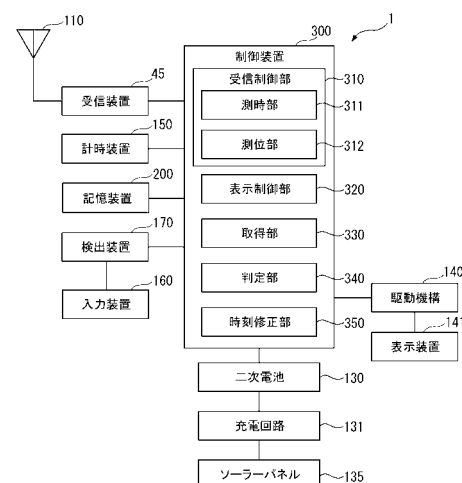 110
300
1
制御装置
受信制御部
310
45
受信装置
測時部
311
150
計時装置
測位部
312
200
記憶装置
表示制御部
320
170
検出装置
取得部
330
160
入力装置
判定部
340
140
駆動機構
時刻修正部
350
141
表示装置
二次電池
130
充電回路
131
ソーラーパネル
135